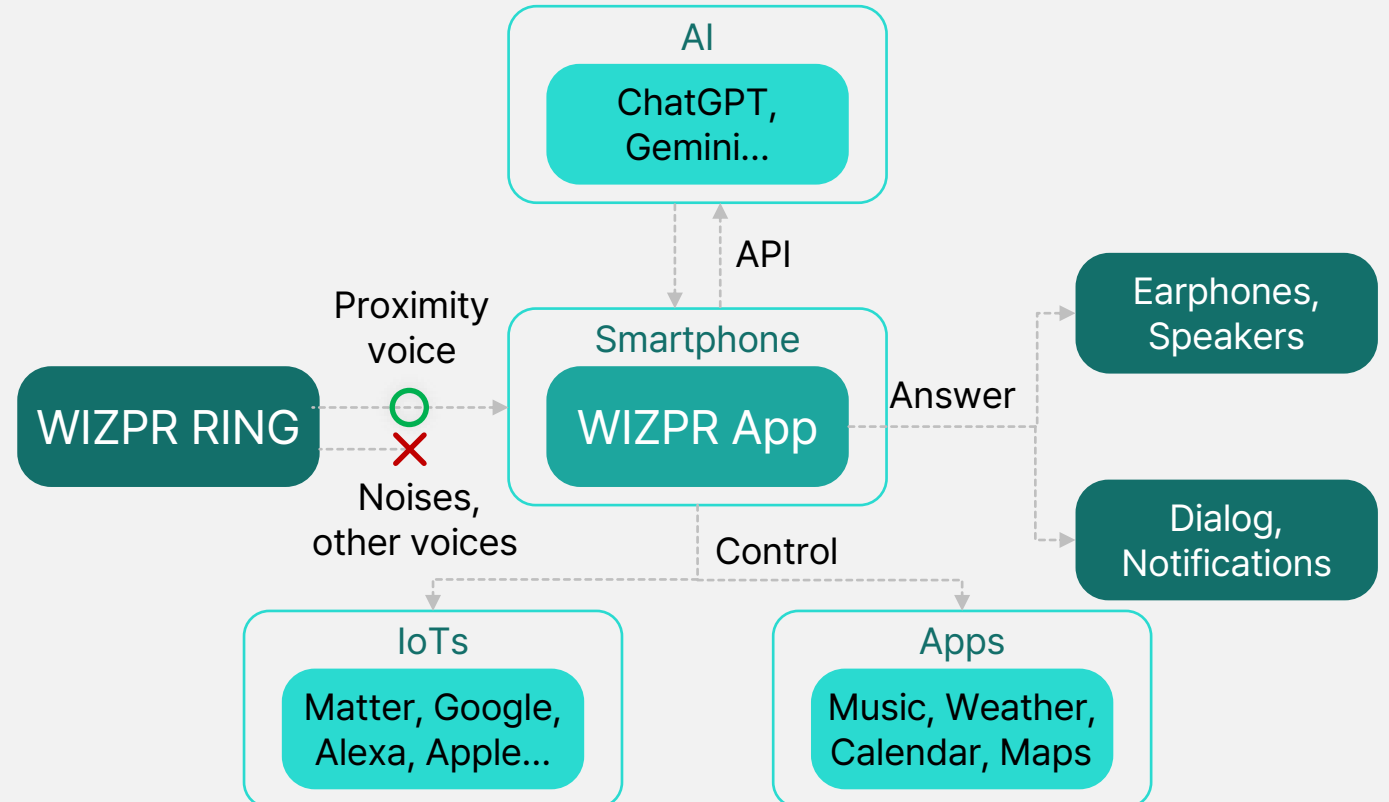 AI
ChatGPT,
Gemini...
API
Proximity
voice
Smartphone
Earphones,
Speakers
WIZPR RING
WIZPR App
Answer
Noises,
other voices
Dialog,
Notifications
Control
IoTs
Matter, Google,
Alexa, Apple...
Apps
Music, Weather,
Calendar, Maps